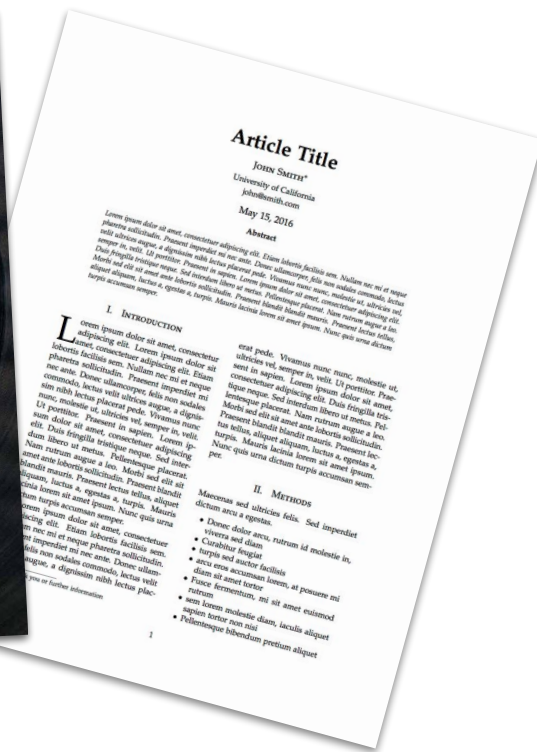 Article Title
JOHN SMITH*
University of California
john@smith.com
May 15, 2016
Abstract
Lorem ipsum dolor sit amet, consectetuer adipiscing elit. Etiam lobortis facilisis sem. Nullam nec mi et neque
pharetra sollicitudin. Praesent imperdiet mi nec ante. Donec ullamcorper, felis non sodales commodo, lectus
velit ultrices augue, a dignissim nibh lectus placerat pede. Vivamus nunc nunc, molestie ut, ultricies vel,
semper in, velit. Ut porttitor. Praesent in sapien. Lorem ipsum dolor sit amet, consectetuer adipiscing elit.
Duis fringilla tristique neque. Sed interdum libero ut metus. Pellentesque placerat. Nam rutrum augue a leo.
Morbi sed elit sit amet ante lobortis sollicitudin. Praesent blandit blandit mauris. Praesent lectus tellus,
aliquet aliquam, luctus a, egestas a, turpis. Mauris lacinia lorem sit amet ipsum. Nunc quis urna dictum
turpis accumsan semper.
I. INTRODUCTION
Lorem ipsum dolor sit amet, consectetur
adipiscing elit. Lorem ipsum dolor sit
amet, consectetuer adipiscing elit. Etiam
lobortis facilisis sem. Nullam nec mi et neque
pharetra sollicitudin. Praesent imperdiet mi
nec ante. Donec ullamcorper, felis non sodales
commodo, lectus velit ultrices augue, a dignis-
sim nibh lectus placerat pede. Vivamus nunc
nunc, molestie ut, ultricies vel, semper in, velit.
Ut porttitor. Praesent in sapien. Lorem ip-
sum dolor sit amet, consectetuer adipiscing
elit. Duis fringilla tristique neque. Sed inter-
dum libero ut metus. Pellentesque placerat.
Nam rutrum augue a leo. Morbi sed elit sit
amet ante lobortis sollicitudin. Praesent blandit
blandit mauris. Praesent lectus tellus, aliquet
aliquam, luctus a, egestas a, turpis. Mauris
lacinia lorem sit amet ipsum. Nunc quis urna
turpis accumsan semper.
ipsum dolor sit amet, consectetuer
elit. Etiam lobortis facilisis sem.
nec mi et neque pharetra sollicitudin.
imperdiet mi nec ante. Donec ullam-
felis non sodales commodo, lectus velit
augue, a dignissim nibh lectus plac-
you or further information
erat pede. Vivamus nunc nunc, molestie ut,
ultricies vel, semper in, velit. Ut porttitor. Prae-
sent in sapien. Lorem ipsum dolor sit amet,
consectetuer adipiscing elit. Duis fringilla tris-
tique neque. Sed interdum libero ut metus. Pel-
lentesque placerat. Nam rutrum augue a leo.
Morbi sed elit sit amet ante lobortis sollicitudin.
Praesent blandit blandit mauris. Praesent lec-
tus tellus, aliquet aliquam, luctus a, egestas a,
turpis. Mauris lacinia lorem sit amet ipsum.
Nunc quis urna dictum turpis accumsan sem-
per.
II. METHODS
Maecenas sed ultricies felis. Sed imperdiet
dictum arcu a egestas.
• Donec dolor arcu, rutrum id molestie in,
viverra sed diam
• Curabitur feugiat
• turpis sed auctor facilisis
• arcu eros accumsan lorem, at posuere mi
diam sit amet tortor
• Fusce fermentum, mi sit amet euismod
rutrum
• sem lorem molestie diam, iaculis aliquet
sapien tortor non nisi
• Pellentesque bibendum pretium aliquet
1